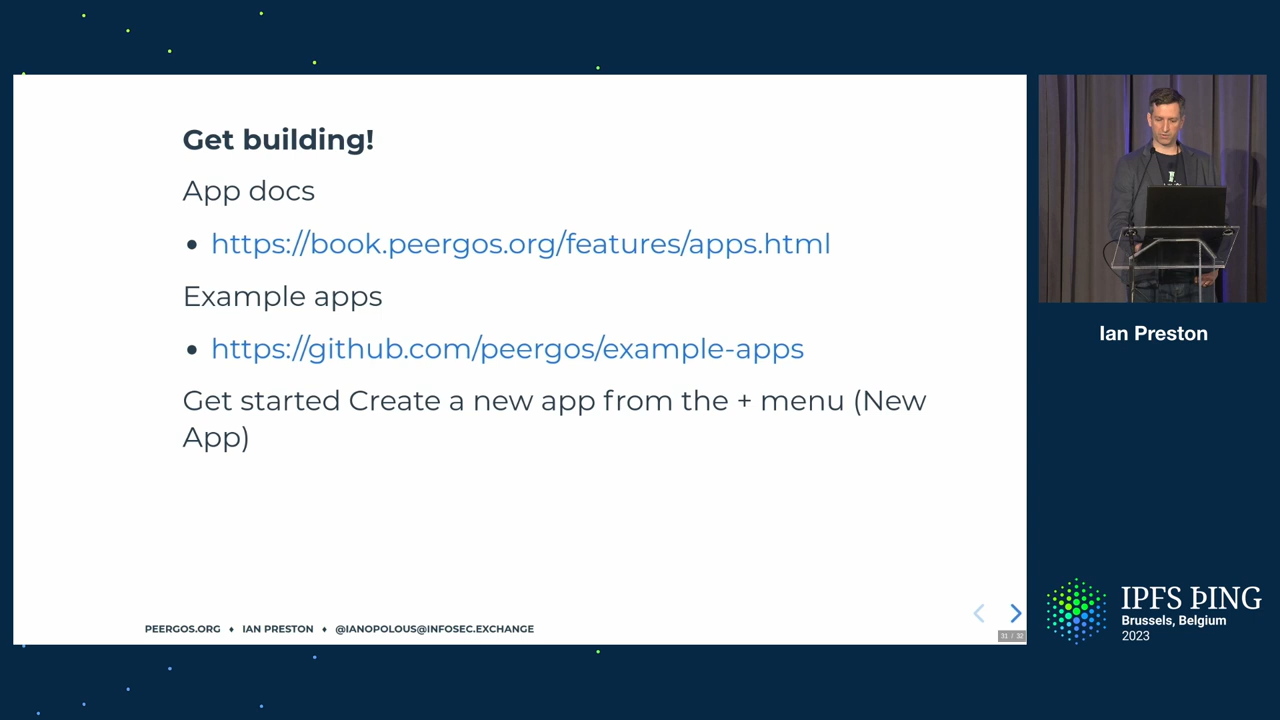 Get building!
App docs
• https://book.peergos.org/features/apps.html
Example apps
• https://github.com/peergos/example-apps
Get started Create a new app from the + menu (New
App)
PEERGOS.ORG ♦ IAN PRESTON ♦ @IANOPOLOUS@INFOSEC.EXCHANGE
31 / 32
Ian Preston
IPFS ÞING
Brussels, Belgium
2023